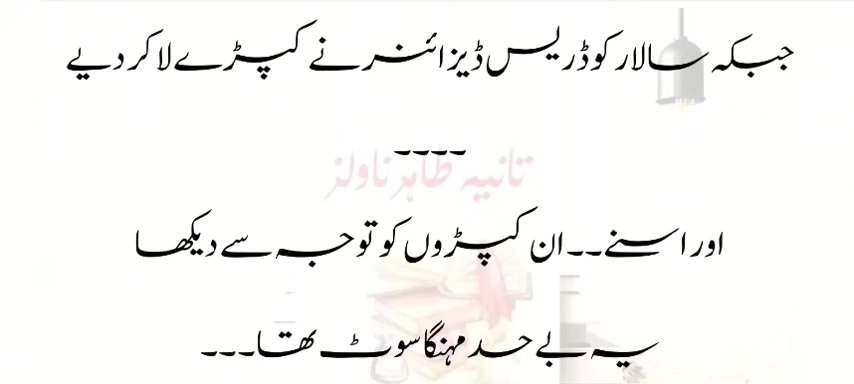 جبکہ سالار کو ڈریس ڈیزائنر نے کپڑے لا کر دیے
۔۔۔۔
تانیہ طاہر ناولز
اور اسنے۔۔ ان کپڑوں کو توجہ سے دیکھا
یہ بے حد مہنگا سوٹ تھا۔۔۔